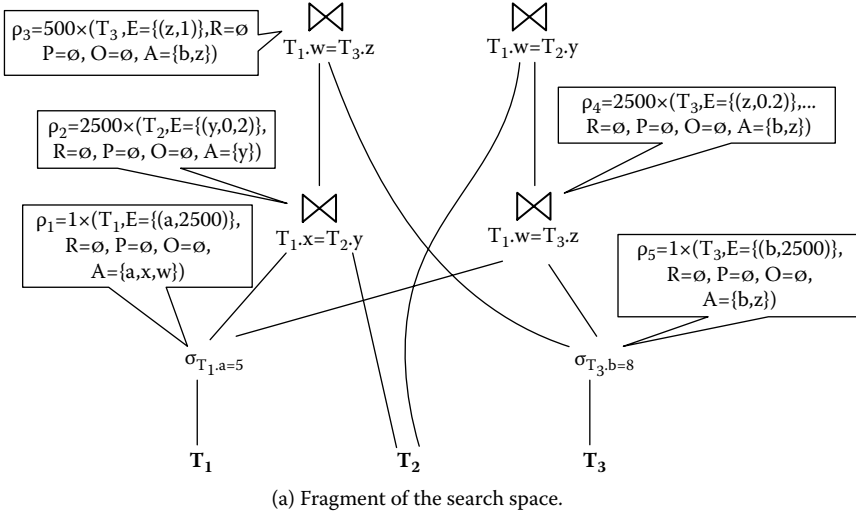 ρ₃=500×(T₃,E={(z,1)},R=ø
P=ø, O=ø, A={b,z})
T₁.w=T₃.z
T₁.w=T₂.y
ρ₂=2500×(T₂,E={(y,0,2)},
R=ø, P=ø, O=ø, A={y})
ρ₄=2500×(T₃,E={(z,0.2)},...
R=ø, P=ø, O=ø, A={b,z})
ρ₁=1×(T₁,E={(a,2500)},
R=ø, P=ø, O=ø,
A={a,x,w})
T₁.x=T₂.y
T₁.w=T₃.z
ρ₅=1×(T₃,E={(b,2500)},
R=ø, P=ø, O=ø,
A={b,z})
σT₁.a=5
σT₃.b=8
T₁
T₂
T₃
(a) Fragment of the search space.